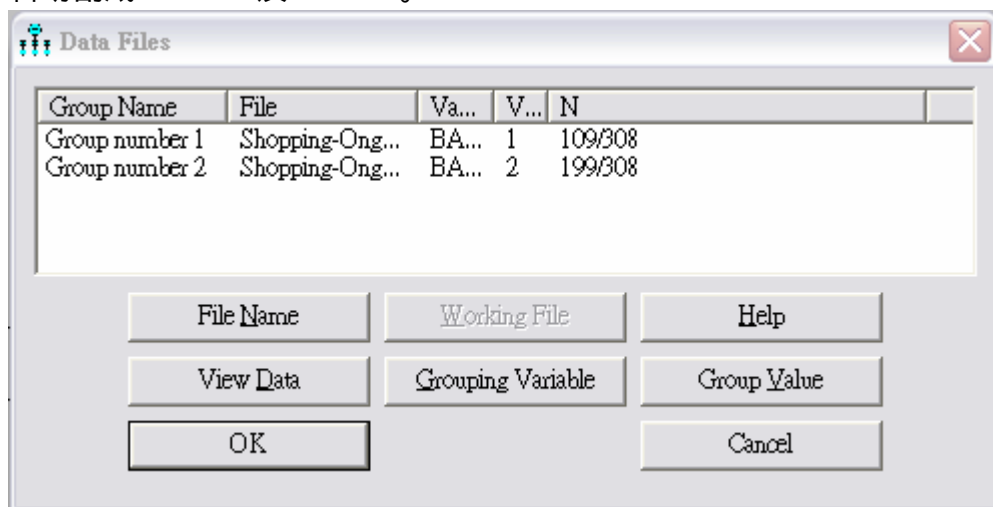 Data Files
Group Name File Va... V... N
Group number 1 Shopping-Ong... BA... 1 109/308
Group number 2 Shopping-Ong... BA... 2 199/308
File Name Working File Help
View Data Grouping Variable Group Value
OK Cancel